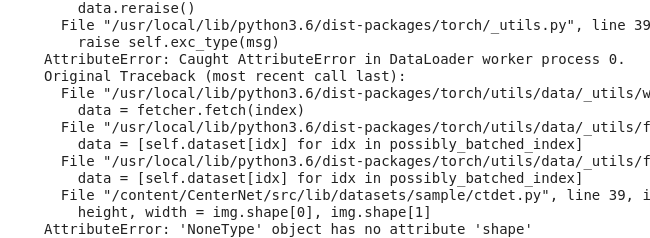 data.reraise()
File "/usr/local/lib/python3.6/dist-packages/torch/_utils.py", line 39
raise self.exc_type(msg)
AttributeError: Caught AttributeError in DataLoader worker process 0.
Original Traceback (most recent call last):
File "/usr/local/lib/python3.6/dist-packages/torch/utils/data/_utils/w
data = fetcher.fetch(index)
File "/usr/local/lib/python3.6/dist-packages/torch/utils/data/_utils/f
data = [self.dataset[idx] for idx in possibly_batched_index]
File "/usr/local/lib/python3.6/dist-packages/torch/utils/data/_utils/f
data = [self.dataset[idx] for idx in possibly_batched_index]
File "/content/CenterNet/src/lib/datasets/sample/ctdet.py", line 39, i
height, width = img.shape[0], img.shape[1]
AttributeError: 'NoneType' object has no attribute 'shape'